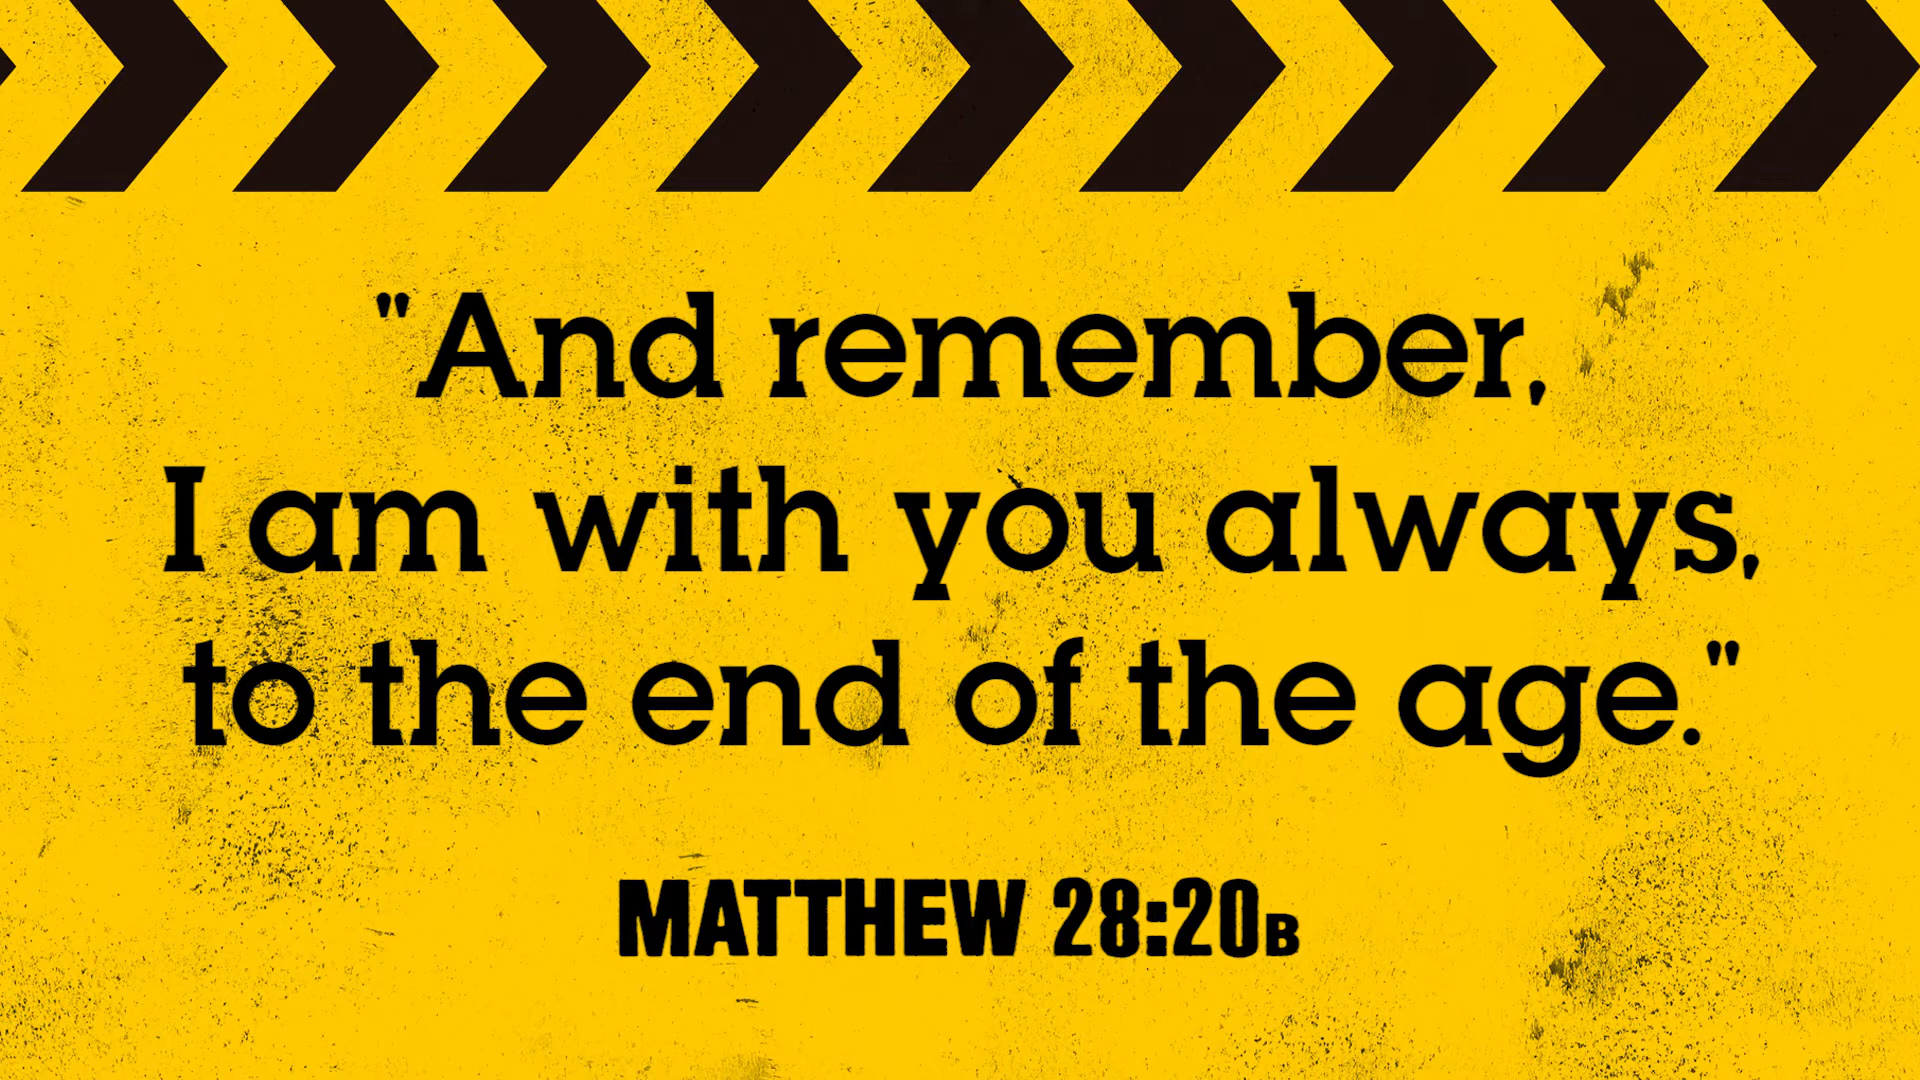 "And remember,
I am with you always,
to the end of the age."
MATTHEW 28:20B